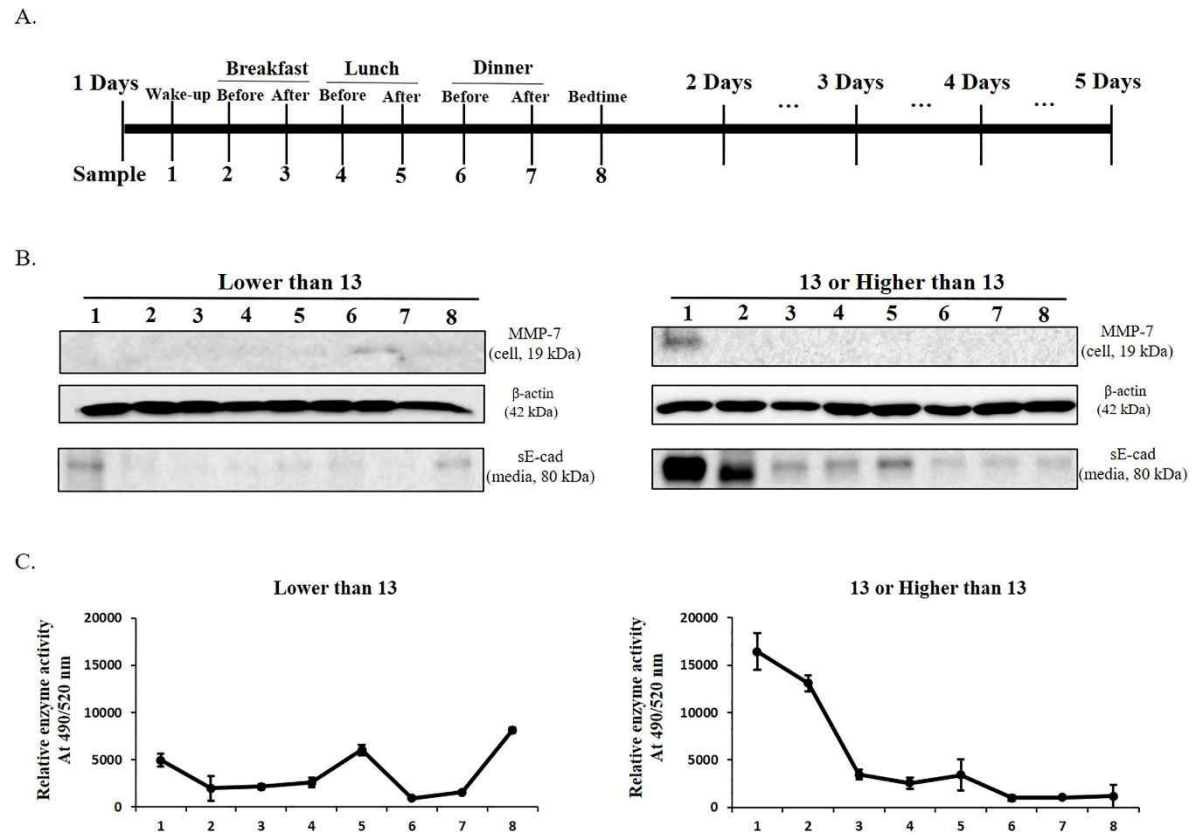 A.
1 Days
Breakfast
Lunch
Dinner
2 Days
...
3 Days
...
4 Days
...
5 Days
Wake-up
Before
After
Before
After
Before
After
Bedtime
Sample
1
2
3
4
5
6
7
8
B.
Lower than 13
1 2 3 4 5 6 7 8
MMP-7
(cell, 19 kDa)
β-actin
(42 kDa)
sE-cad
(media, 80 kDa)
13 or Higher than 13
1 2 3 4 5 6 7 8
MMP-7
(cell, 19 kDa)
β-actin
(42 kDa)
sE-cad
(media, 80 kDa)
C.
Lower than 13
Relative enzyme activity
At 490/520 nm
20000
15000
10000
5000
0
1 2 3 4 5 6 7 8
13 or Higher than 13
Relative enzyme activity
At 490/520 nm
20000
15000
10000
5000
0
1 2 3 4 5 6 7 8